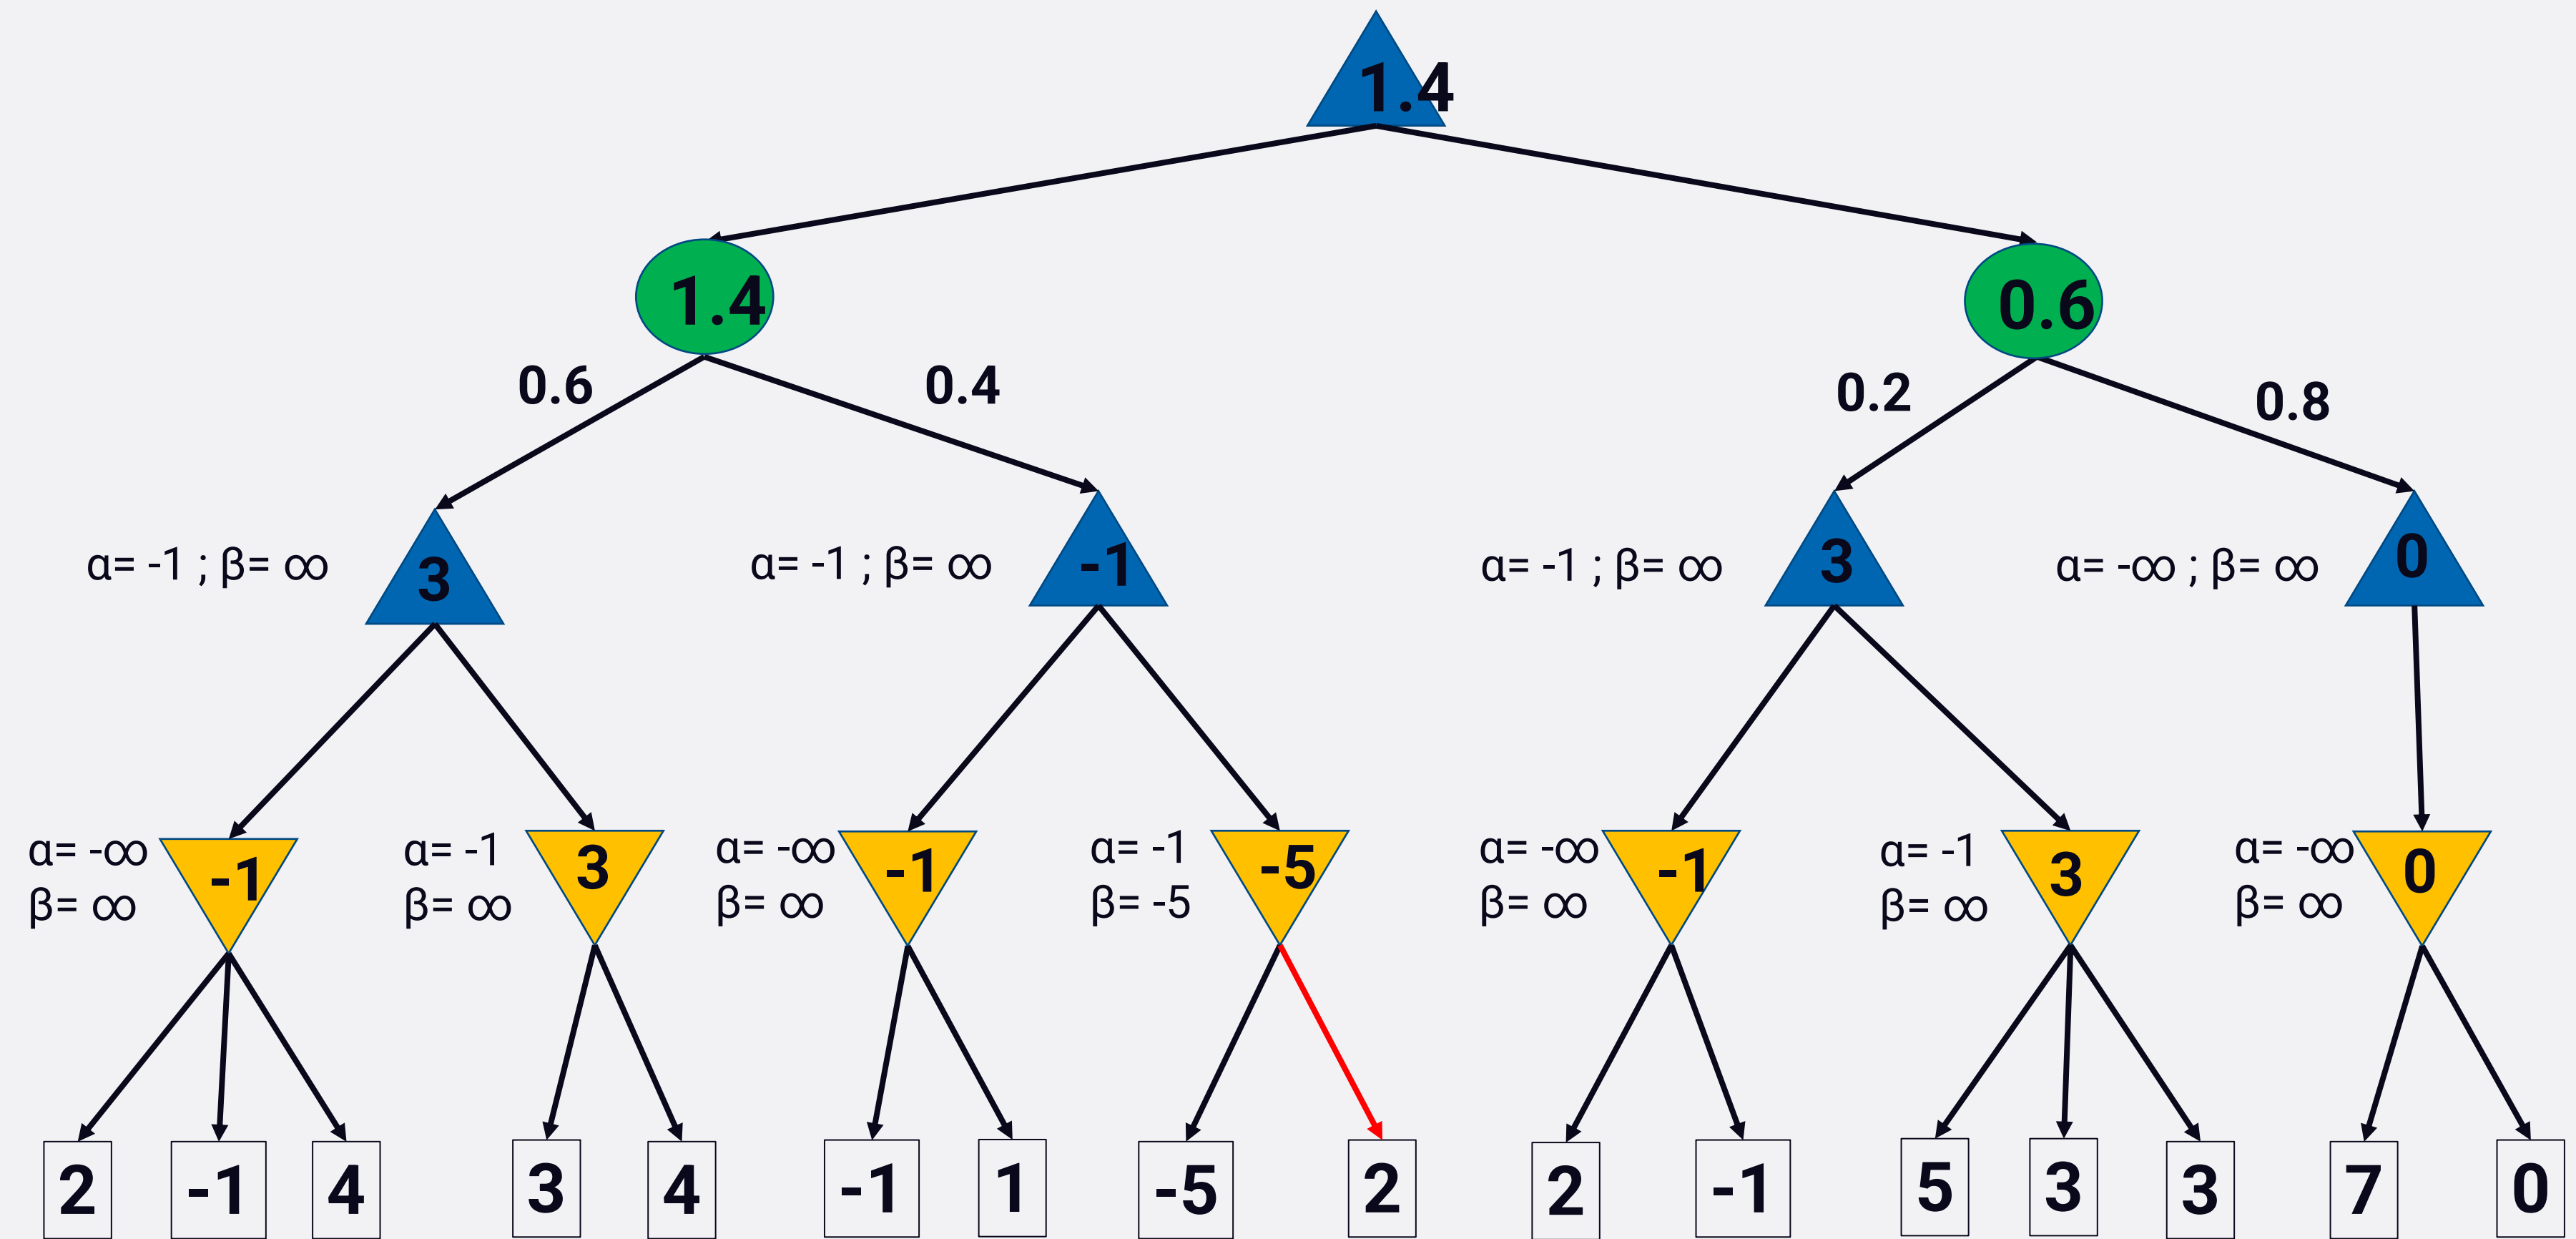 1.4
1.4
0.6
0.6
0.4
0.2
0.8
α= -1 ; β= ∞
3
α= -1 ; β= ∞
-1
α= -1 ; β= ∞
3
α= -∞ ; β= ∞
0
α= -∞
β= ∞
-1
α= -1
β= ∞
3
α= -∞
β= ∞
-1
α= -1
β= -5
-5
α= -∞
β= ∞
-1
α= -1
β= ∞
3
α= -∞
β= ∞
0
2
-1
4
3
4
-1
1
-5
2
2
-1
5
3
3
7
0